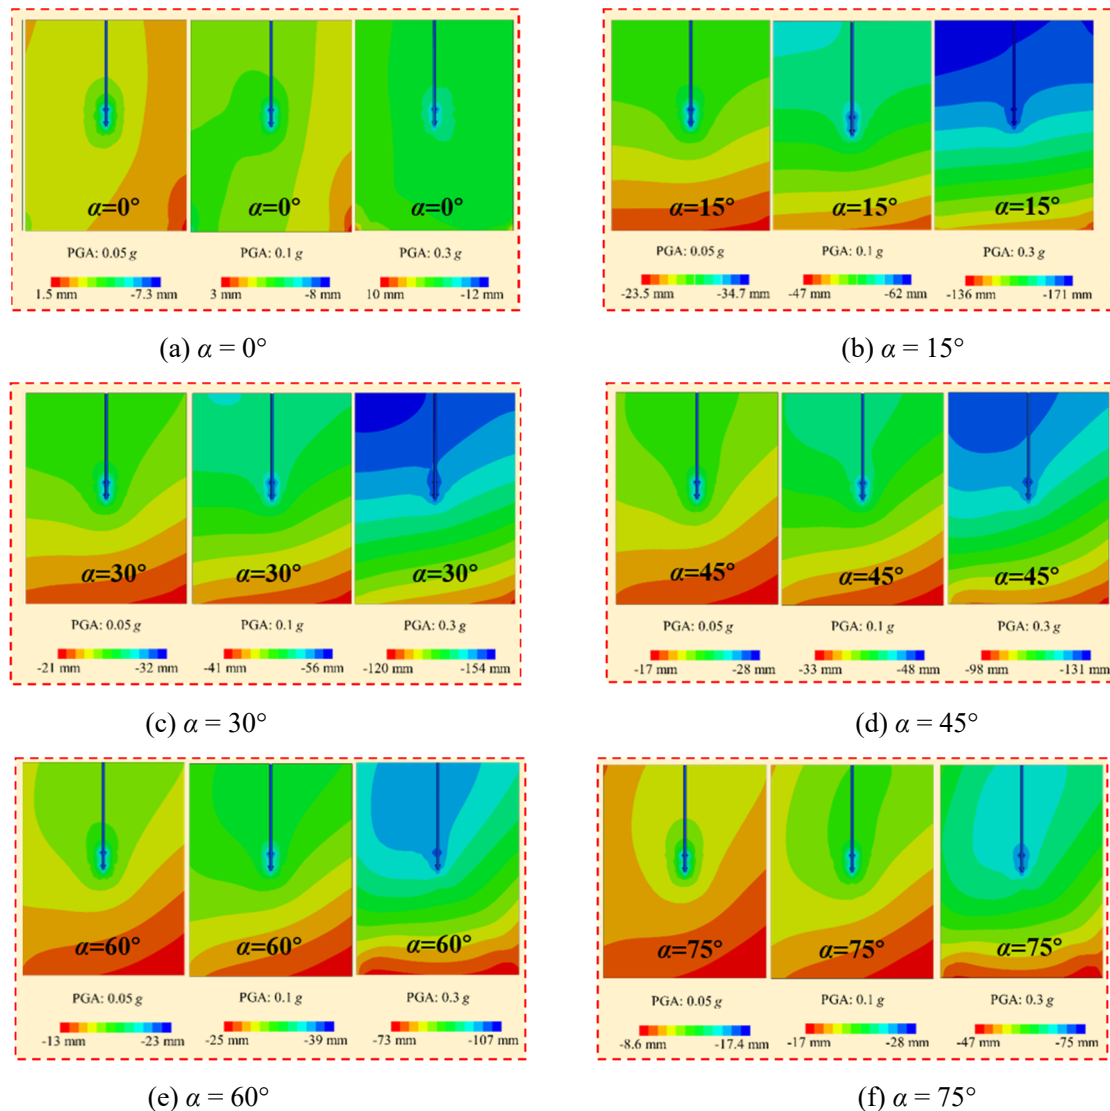 α=0° α=0° α=0°
PGA: 0.05 g PGA: 0.1 g PGA: 0.3 g
1.5 mm -7.3 mm 3 mm -8 mm 10 mm -12 mm
(a) α = 0°
α=15° α=15° α=15°
PGA: 0.05 g PGA: 0.1 g PGA: 0.3 g
-23.5 mm -34.7 mm -47 mm -62 mm -136 mm -171 mm
(b) α = 15°
α=30° α=30° α=30°
PGA: 0.05 g PGA: 0.1 g PGA: 0.3 g
-21 mm -32 mm -41 mm -56 mm -120 mm -154 mm
(c) α = 30°
α=45° α=45° α=45°
PGA: 0.05 g PGA: 0.1 g PGA: 0.3 g
-17 mm -28 mm -33 mm -48 mm -98 mm -131 mm
(d) α = 45°
α=60° α=60° α=60°
PGA: 0.05 g PGA: 0.1 g PGA: 0.3 g
-13 mm -23 mm -25 mm -39 mm -73 mm -107 mm
(e) α = 60°
α=75° α=75° α=75°
PGA: 0.05 g PGA: 0.1 g PGA: 0.3 g
-8.6 mm -17.4 mm -17 mm -28 mm -47 mm -75 mm
(f) α = 75°